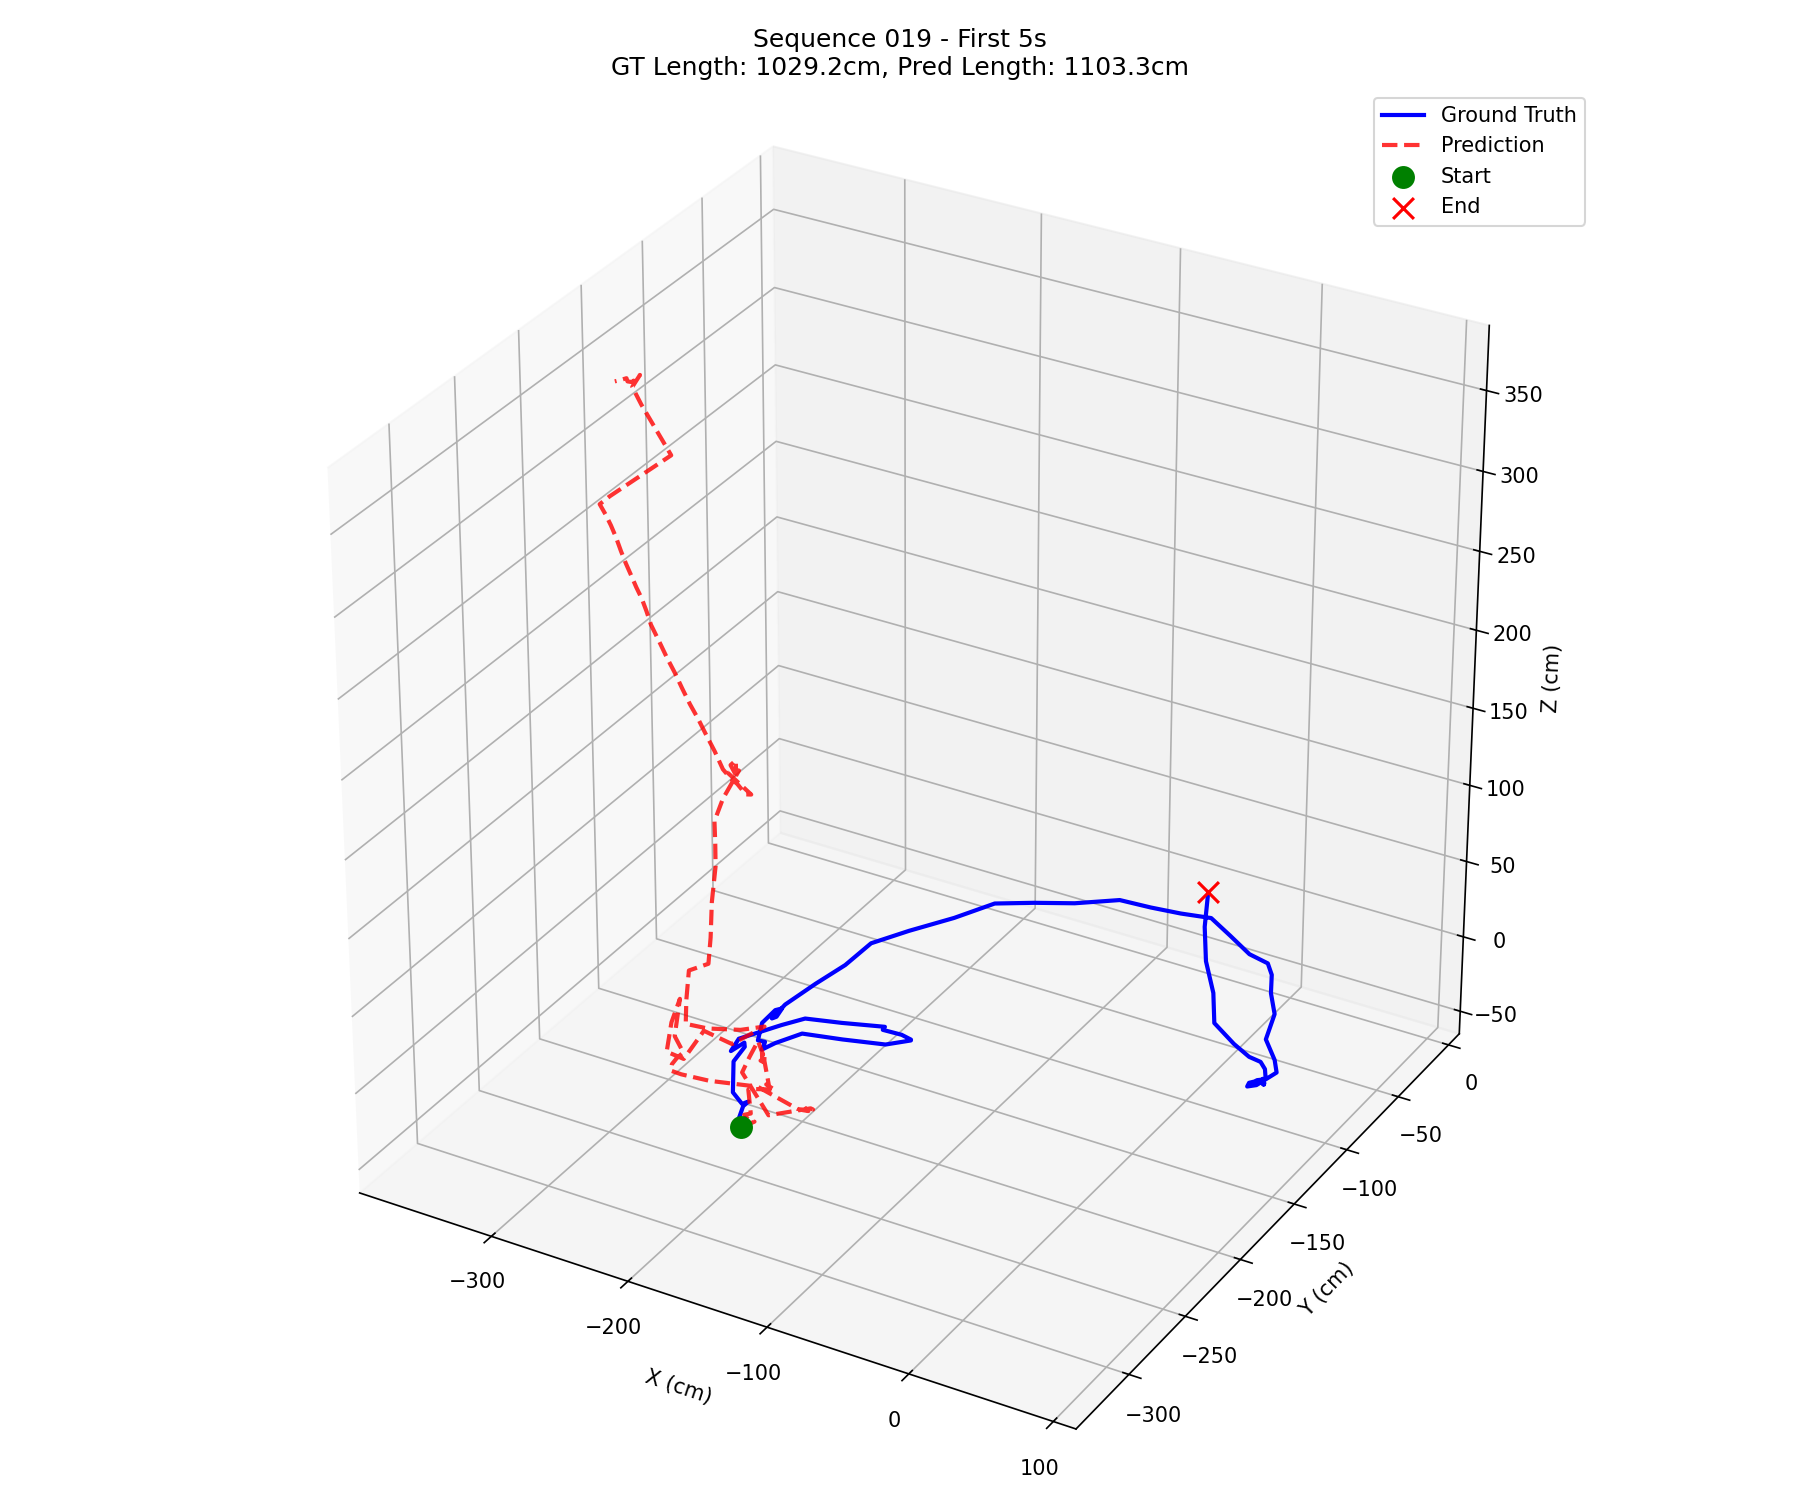 Sequence 019 - First 5s
GT Length: 1029.2cm, Pred Length: 1103.3cm
Ground Truth
Prediction
Start
End
350
300
250
200
150
100
50
0
−50
Z (cm)
0
−50
−100
−150
−200
−250
−300
Y (cm)
−300
−200
−100
0
100
X (cm)